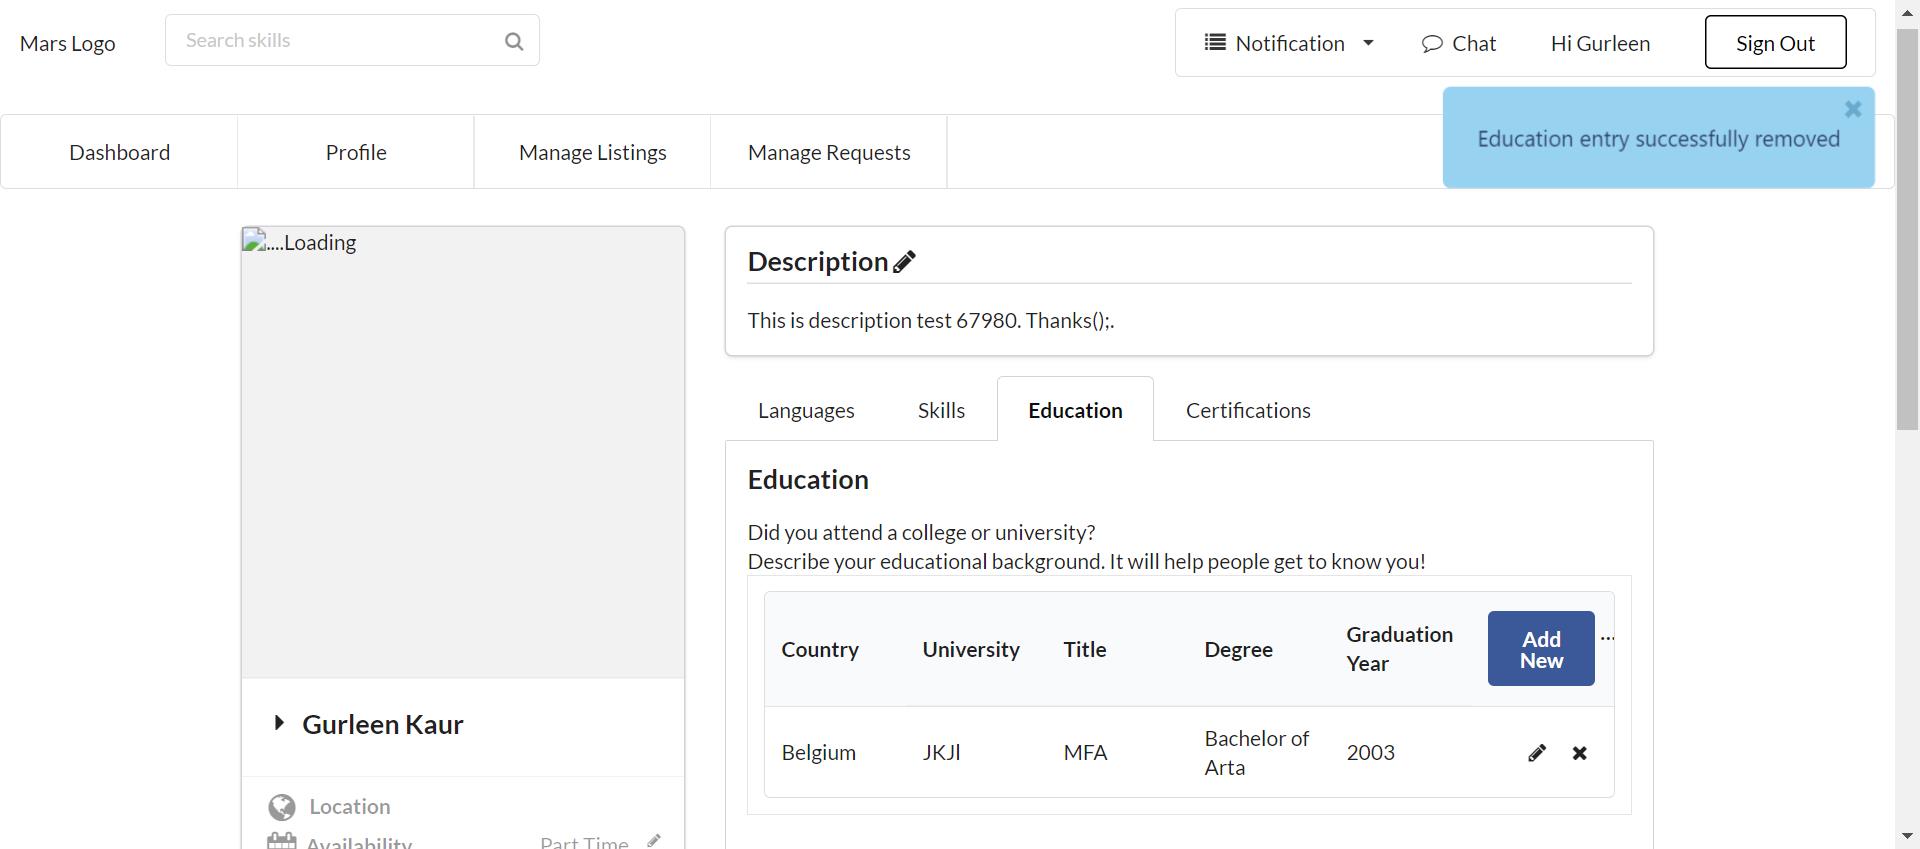 Mars Logo
Search skills
Notification
Chat
Hi Gurleen
Sign Out
Education entry successfully removed
Dashboard
Profile
Manage Listings
Manage Requests
....Loading
Gurleen Kaur
Location
Availability
Part Time
Description
This is description test 67980. Thanks();.
Languages
Skills
Education
Certifications
Education
Did you attend a college or university?
Describe your educational background. It will help people get to know you!
Country
University
Title
Degree
Graduation
Year
Add
New
...
Belgium
JKJl
MFA
Bachelor of
Arta
2003